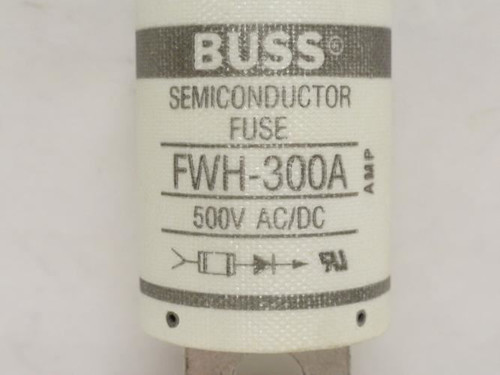 BUSS®
SEMICONDUCTOR
FUSE
FWH-300A
AMP
500V AC/DC